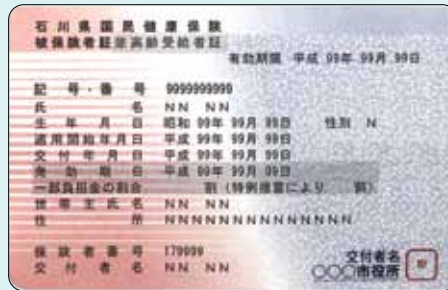 石川県国民健康保険
被保険者証兼高齢受給者証
有効期限 平成 99年 99月 99日
記号・番号 9999999999
氏名 NN NN
生年月日 昭和 99年 99月 99日 性別 N
適用開始年月日 平成 99年 99月 99日
交付年月日 平成 99年 99月 99日
発効期日 平成 99年 99月 99日
一部負担金の割合 割(特例措置により 割)
世帯主氏名 NN NN
住所 NNNNNNNNNNNNNN
保険者番号 179999
交付者名 NN NN
交付者名
〇〇〇市役所
印